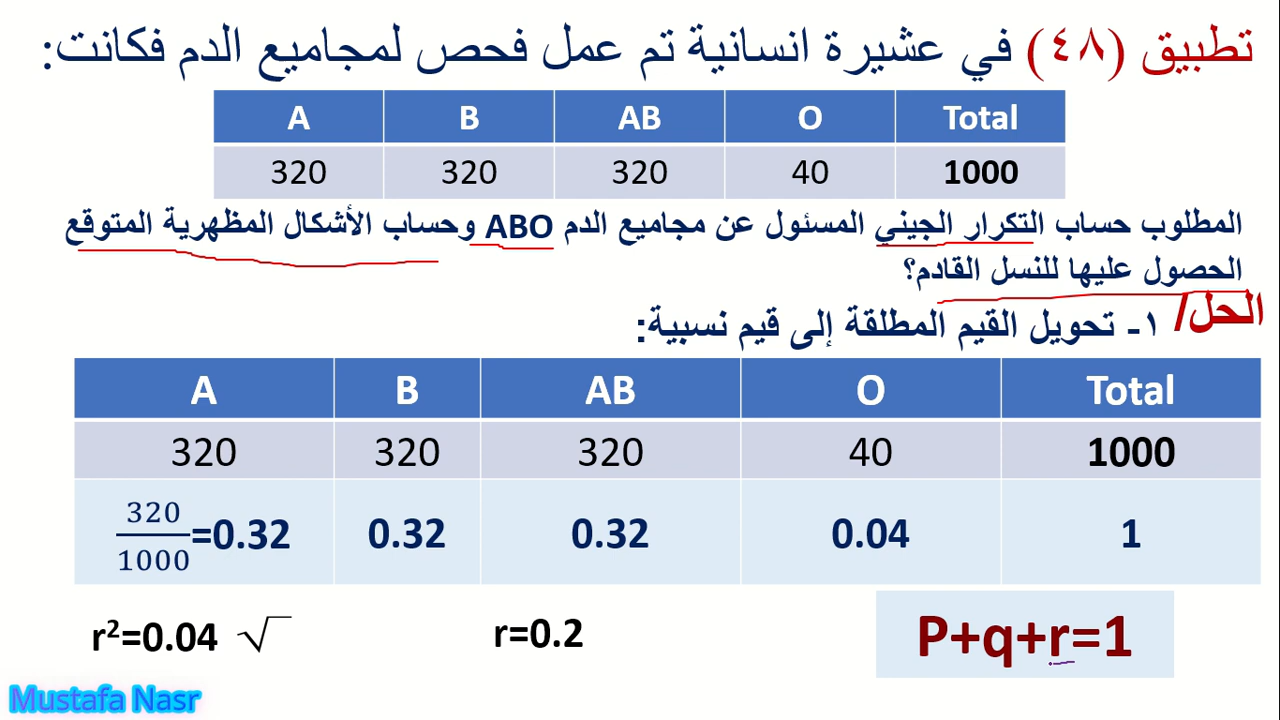 تطبيق (٤٨) في عشيرة انسانية تم عمل فحص لمجاميع الدم فكانت:
A B AB O Total
320 320 320 40 1000
المطلوب حساب التكرار الجيني المسئول عن مجاميع الدم ABO وحساب الأشكال المظهرية المتوقع
الحصول عليها للنسل القادم؟
الحل/
١- تحويل القيم المطلقة إلى قيم نسبية:
A B AB O Total
320 320 320 40 1000
320/1000=0.32 0.32 0.32 0.04 1
r²=0.04 √ r=0.2 P+q+r=1
Mustafa Nasr